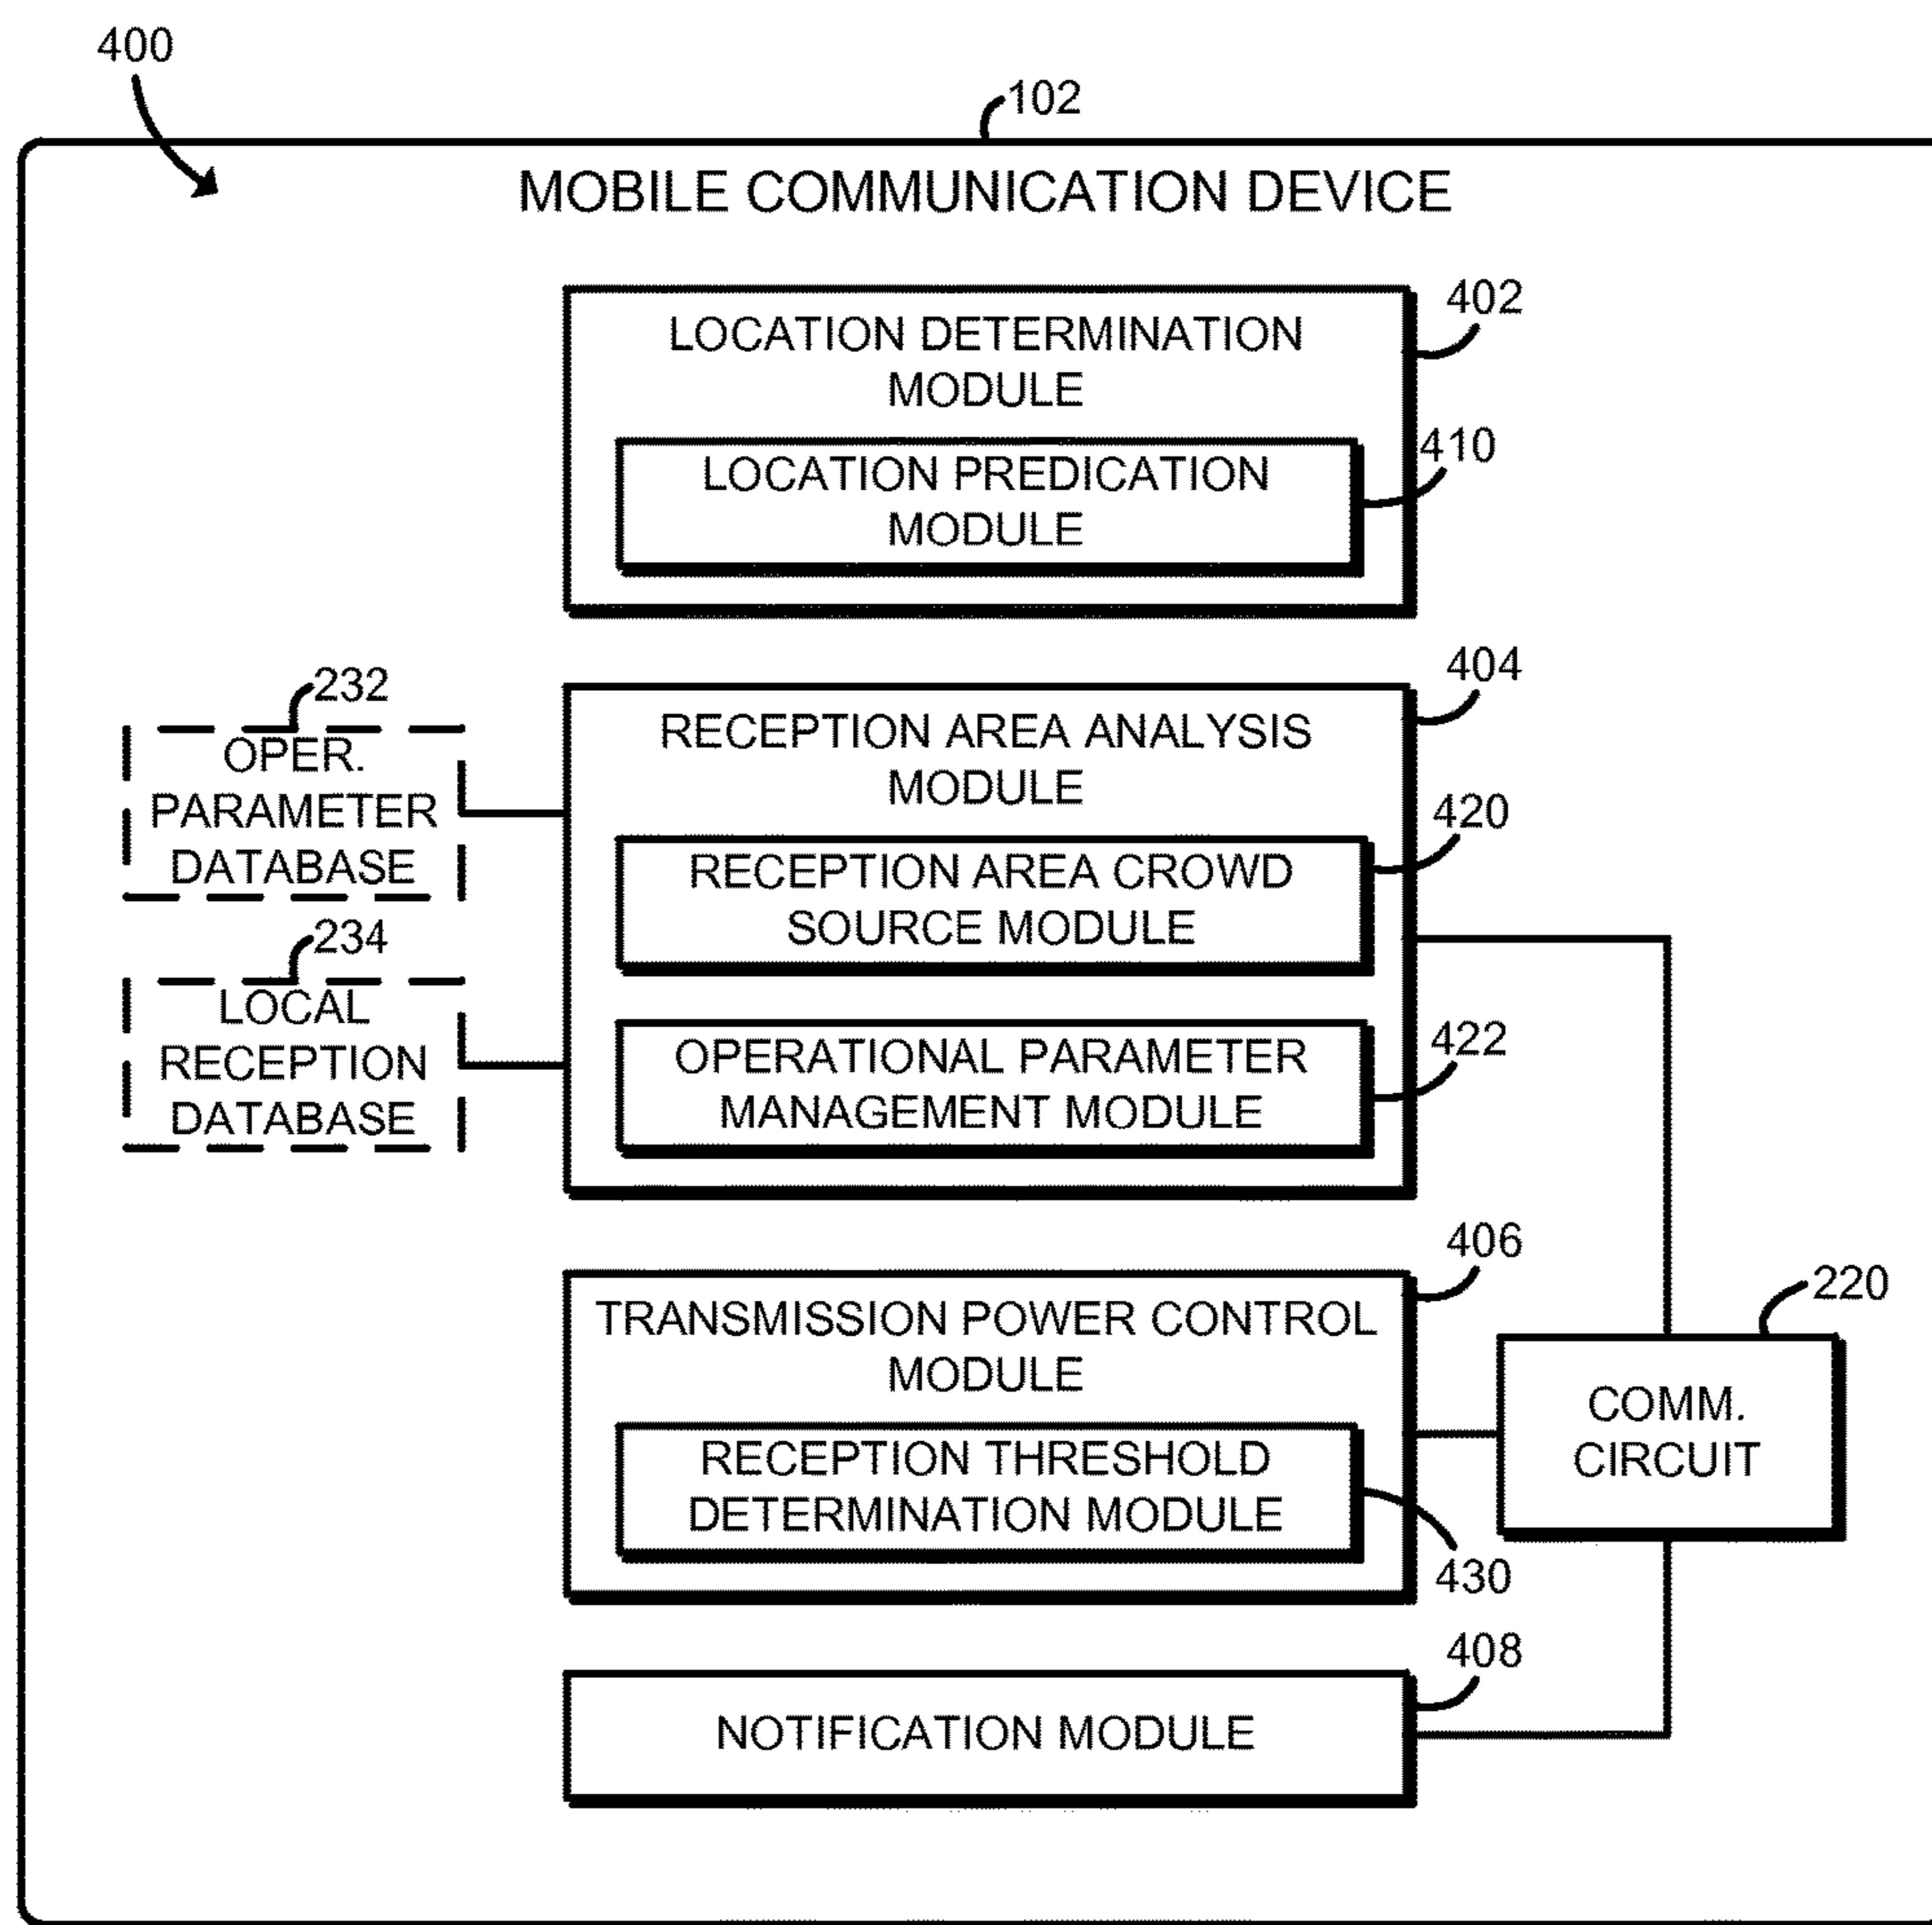 400
102
MOBILE COMMUNICATION DEVICE
402
LOCATION DETERMINATION
MODULE
410
LOCATION PREDICATION
MODULE
404
232
OPER.
PARAMETER
DATABASE
RECEPTION AREA ANALYSIS
MODULE
420
RECEPTION AREA CROWD
SOURCE MODULE
234
LOCAL
RECEPTION
DATABASE
422
OPERATIONAL PARAMETER
MANAGEMENT MODULE
406
TRANSMISSION POWER CONTROL
MODULE
220
COMM.
CIRCUIT
RECEPTION THRESHOLD
DETERMINATION MODULE
430
408
NOTIFICATION MODULE